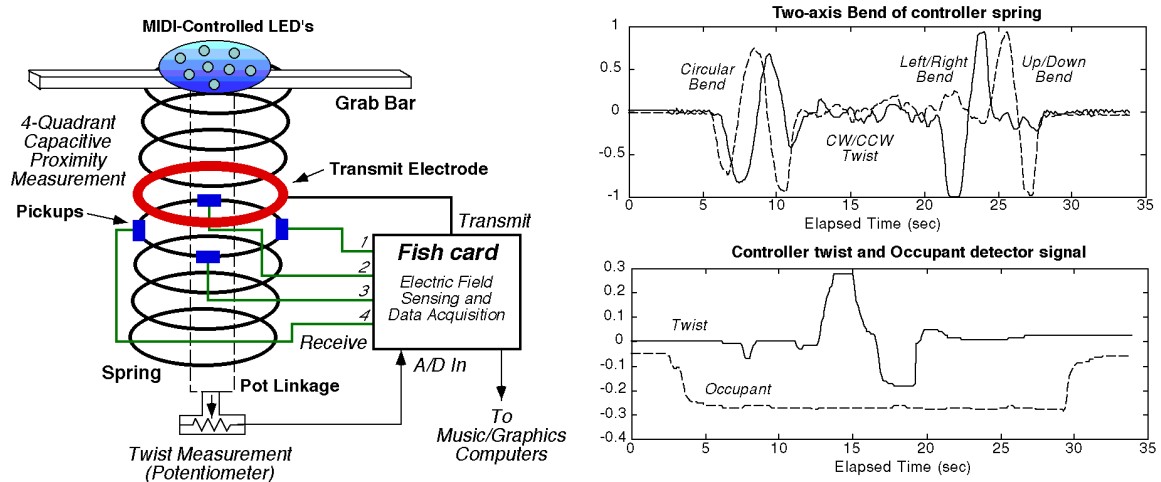 MIDI-Controlled LED's
Grab Bar
4-Quadrant
Capacitive
Proximity
Measurement
Transmit Electrode
Pickups
Transmit
1
2
3
4
Fish card
Electric Field
Sensing and
Data Acquisition
Receive
A/D In
Spring
Pot Linkage
Twist Measurement
(Potentiometer)
To
Music/Graphics
Computers
Two-axis Bend of controller spring
1
0.5
0
-0.5
-1
Circular
Bend
Left/Right
Bend
Up/Down
Bend
CW/CCW
Twist
0 5 10 15 20 25 30 35
Elapsed Time (sec)
Controller twist and Occupant detector signal
0.3
0.2
0.1
0
-0.1
-0.2
-0.3
-0.4
Twist
Occupant
0 5 10 15 20 25 30 35
Elapsed Time (sec)